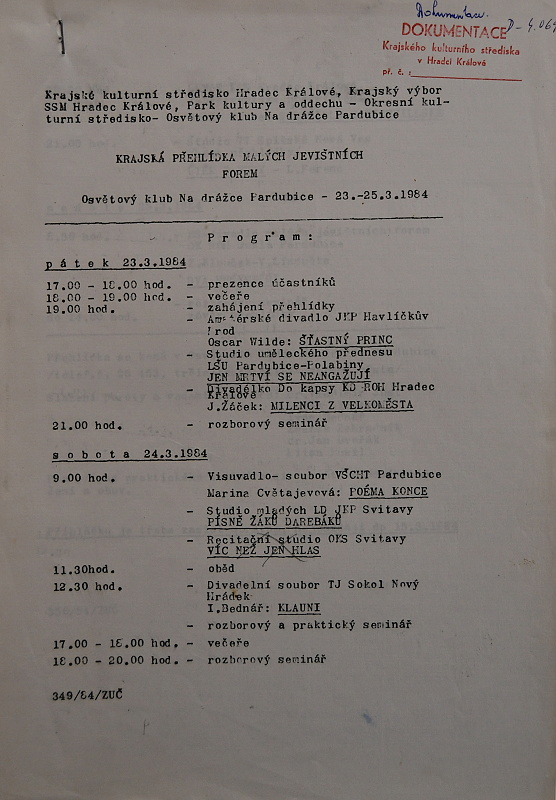 Dokumentace
DOKUMENTACE
Krajského kulturního střediska
v Hradci Králové
př. č. :
Krajské kulturní středisko Hradec Králové, Krajský výbor
SSM Hradec Králové, Park kultury a oddechu - Okresní kul-
turní středisko- Osvětový klub Na drážce Pardubice
KRAJSKÁ PŘEHLÍDKA MALÝCH JEVIŠTNÍCH
FOREM
Osvětový klub Na drážce Pardubice - 23.-25.3.1984
P r o g r a m :
p á t e k 23.3.1984
17.00 - 18.00 hod. - prezence účastníků
18.00 - 19.00 hod. - večeře
19.00 hod. - zahájení přehlídky
- Amatérské divadlo JKP Havlíčkův
Brod
Oscar Wilde: ŠŤASTNÝ PRINC
- Studio uměleckého přednesu
LŠU Pardubice-Polabiny
JEN MRTVÍ SE NEANGAŽUJÍ
- Divadélko Do kapsy KD ROH Hradec
Králové
J.Žáček: MILENCI Z VELKOMĚSTA
21.00 hod. - rozborový seminář
s o b o t a 24.3.1984
9.00 hod. - Visuvadlo- soubor VŠCHT Pardubice
Marina Cvětajevová: POÉMA KONCE
- Studio mladých LD JKP Svitavy
PÍSNĚ ŽÁKŮ DAREBÁKŮ
- Recitační studio OKS Svitavy
VÍC NEŽ JEN HLAS
11.30hod. - oběd
12.30 hod. - Divadelní soubor TJ Sokol Nový
Hrádek
I.Bednář: KLAUNI
- rozborový a praktický seminář
17.00 - 18.00 hod. - večeře
18.00 - 20.00 hod. - rozborový seminář
349/84/ZUČ